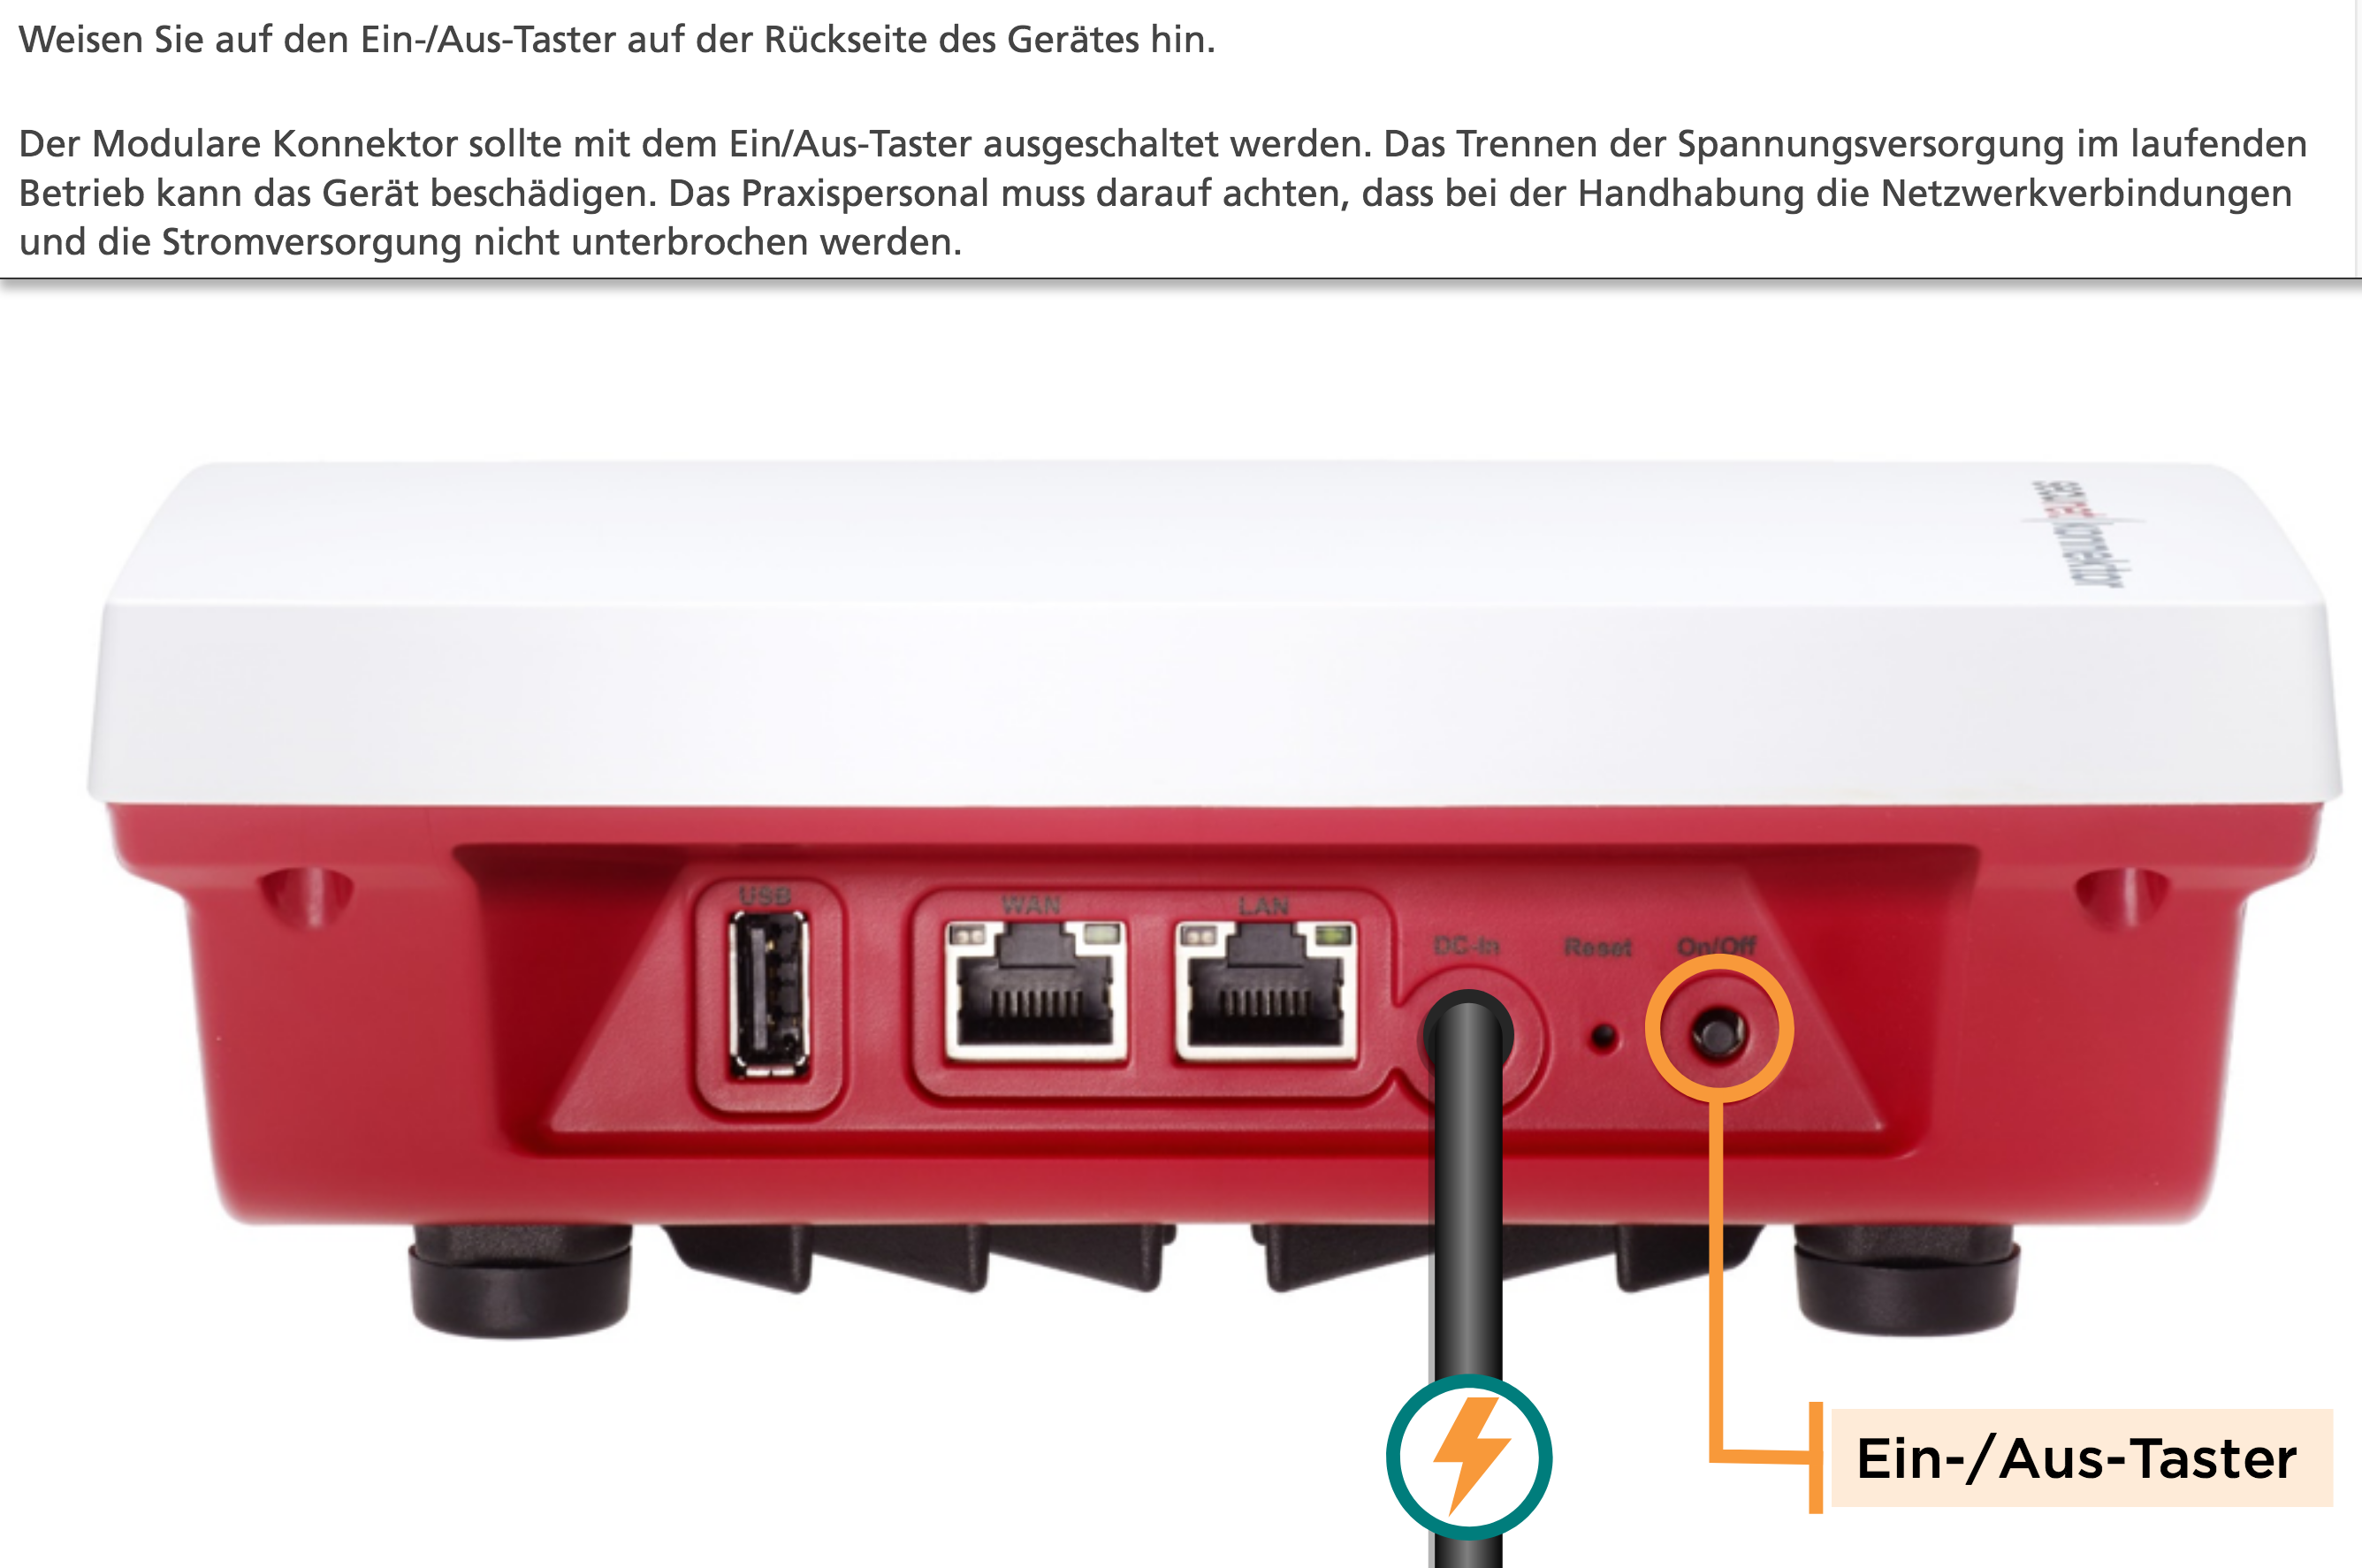 Weisen Sie auf den Ein-/Aus-Taster auf der Rückseite des Gerätes hin.
Der Modulare Konnektor sollte mit dem Ein/Aus-Taster ausgeschaltet werden. Das Trennen der Spannungsversorgung im laufenden
Betrieb kann das Gerät beschädigen. Das Praxispersonal muss darauf achten, dass bei der Handhabung die Netzwerkverbindungen
und die Stromversorgung nicht unterbrochen werden.
secunet konnektor
USB
WAN
LAN
DC-In
Reset
On/Off
Ein-/Aus-Taster